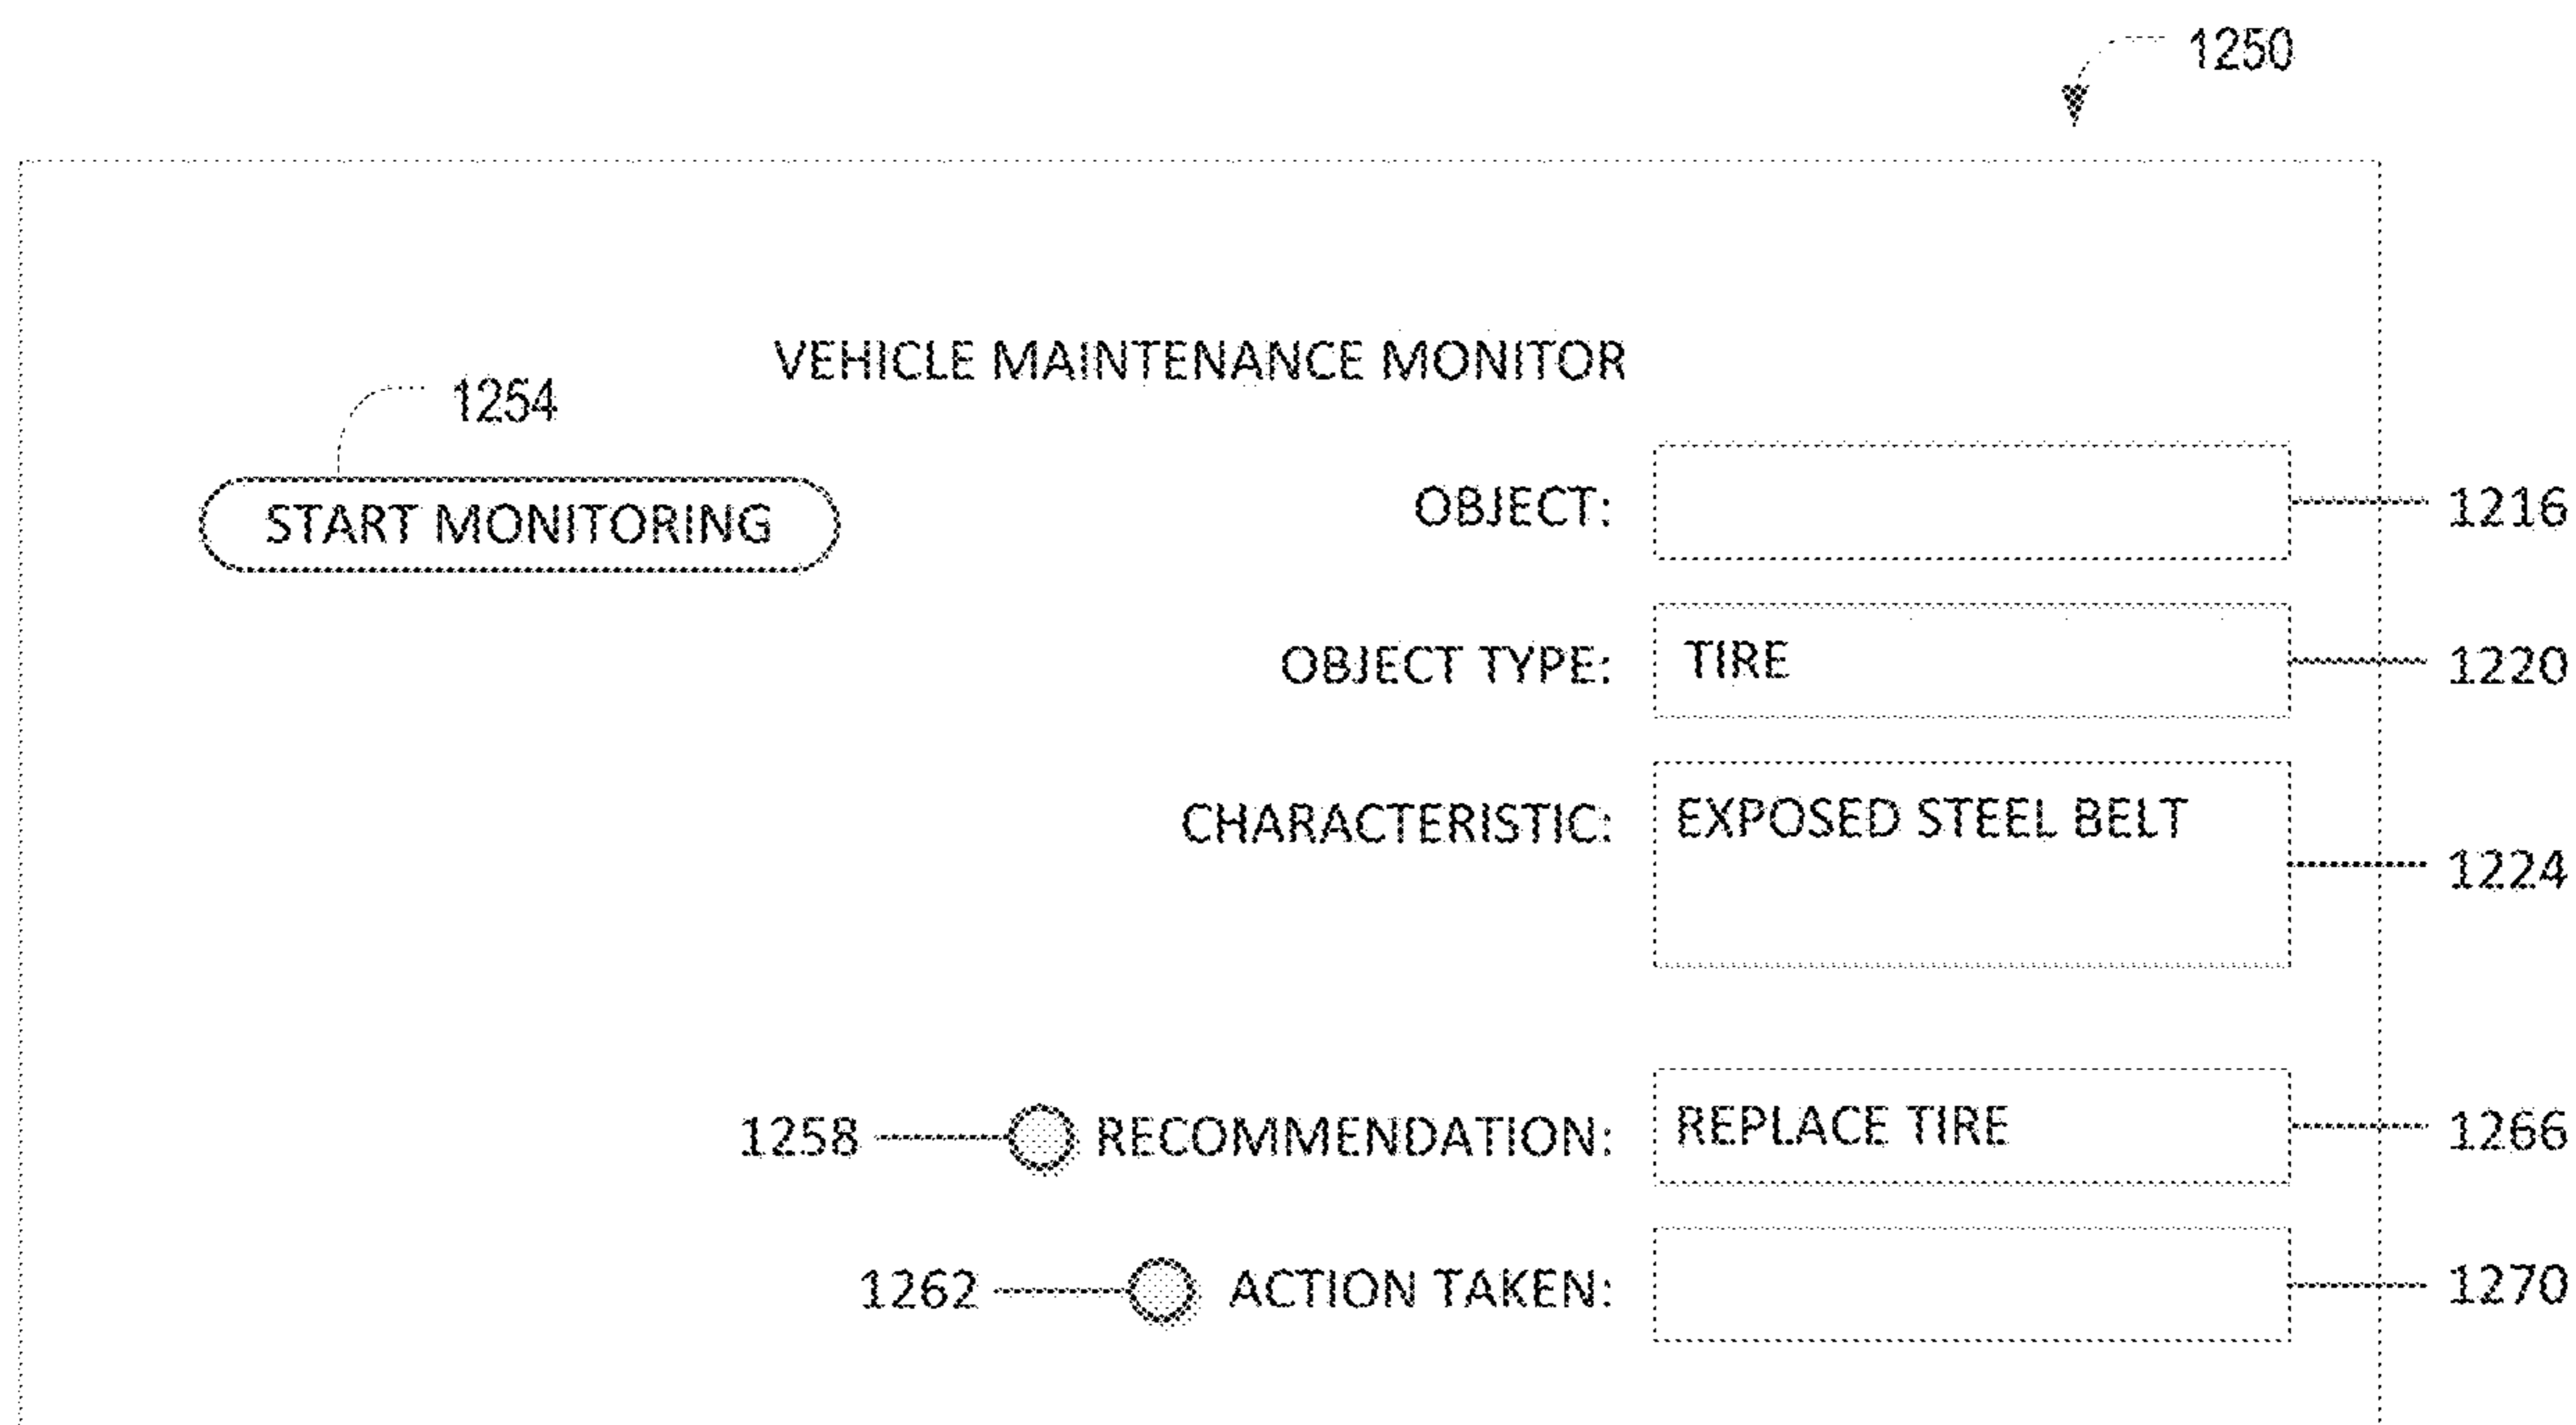 1250
VEHICLE MAINTENANCE MONITOR
1254
START MONITORING
OBJECT:
1216
OBJECT TYPE: TIRE
1220
CHARACTERISTIC: EXPOSED STEEL BELT
1224
1258 RECOMMENDATION: REPLACE TIRE
1266
1262 ACTION TAKEN:
1270